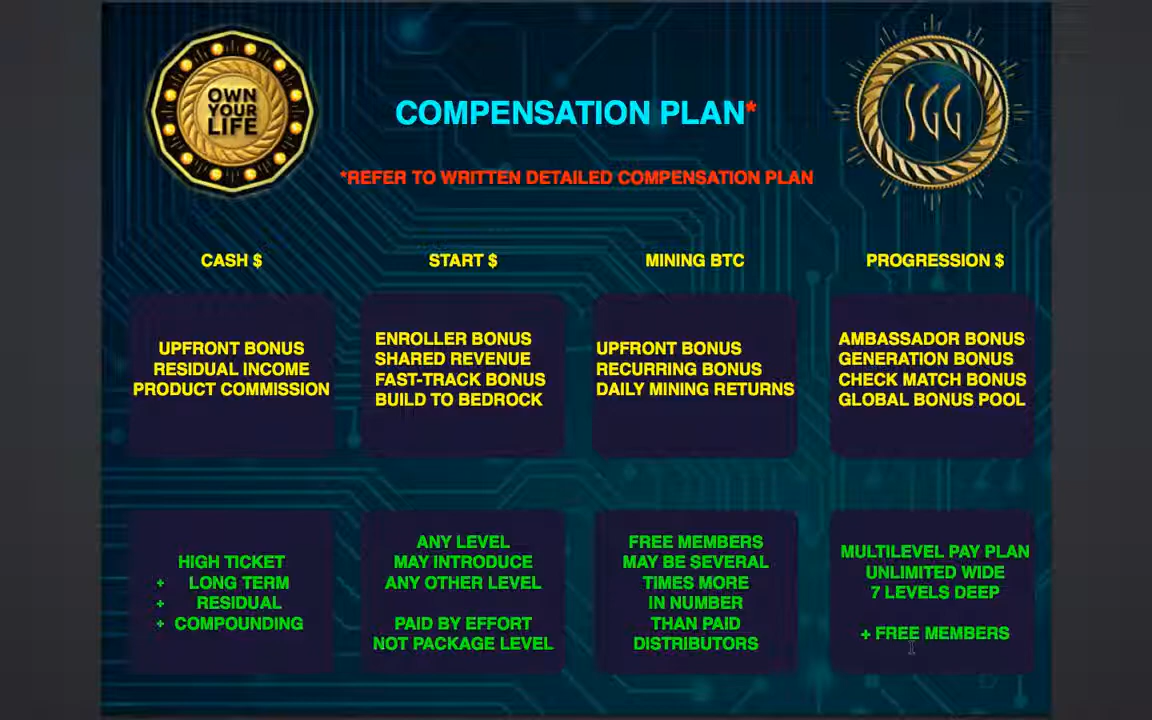 OWN
YOUR
LIFE
SGG
COMPENSATION PLAN*
*REFER TO WRITTEN DETAILED COMPENSATION PLAN
CASH $
UPFRONT BONUS
RESIDUAL INCOME
PRODUCT COMMISSION
HIGH TICKET
+ LONG TERM
+ RESIDUAL
+ COMPOUNDING
START $
ENROLLER BONUS
SHARED REVENUE
FAST-TRACK BONUS
BUILD TO BEDROCK
ANY LEVEL
MAY INTRODUCE
ANY OTHER LEVEL
PAID BY EFFORT
NOT PACKAGE LEVEL
MINING BTC
UPFRONT BONUS
RECURRING BONUS
DAILY MINING RETURNS
FREE MEMBERS
MAY BE SEVERAL
TIMES MORE
IN NUMBER
THAN PAID
DISTRIBUTORS
PROGRESSION $
AMBASSADOR BONUS
GENERATION BONUS
CHECK MATCH BONUS
GLOBAL BONUS POOL
MULTILEVEL PAY PLAN
UNLIMITED WIDE
7 LEVELS DEEP
+ FREE MEMBERS